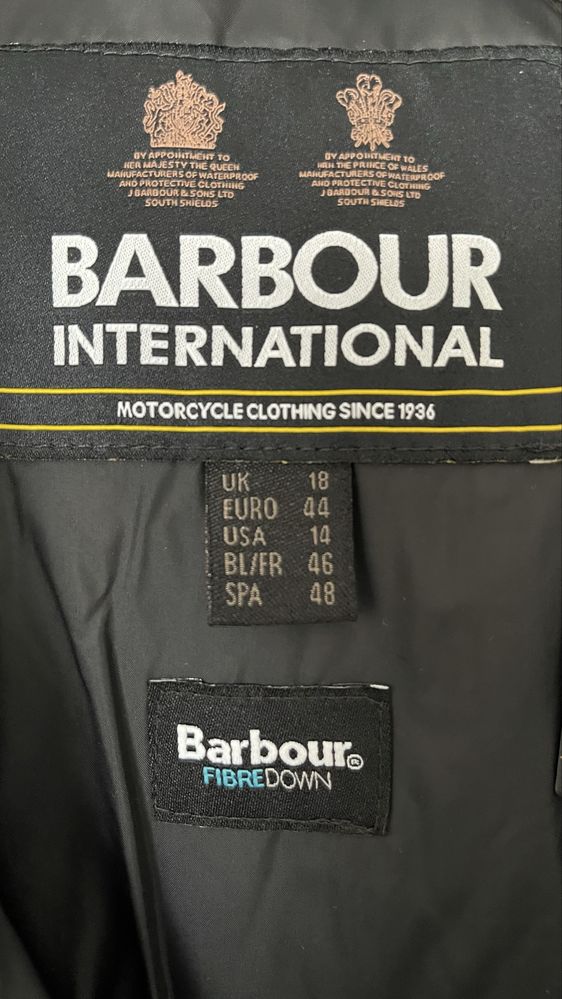 BY APPOINTMENT TO
HER MAJESTY THE QUEEN
MANUFACTURERS OF WATERPROOF
AND PROTECTIVE CLOTHING
J BARBOUR & SONS LTD
SOUTH SHIELDS
BY APPOINTMENT TO
HRH THE PRINCE OF WALES
MANUFACTURERS OF WATERPROOF
AND PROTECTIVE CLOTHING
J BARBOUR & SONS LTD
SOUTH SHIELDS
BARBOUR
INTERNATIONAL
MOTORCYCLE CLOTHING SINCE 1936
UK 18
EURO 44
USA 14
BL/FR 46
SPA 48
Barbour®
FIBREDOWN